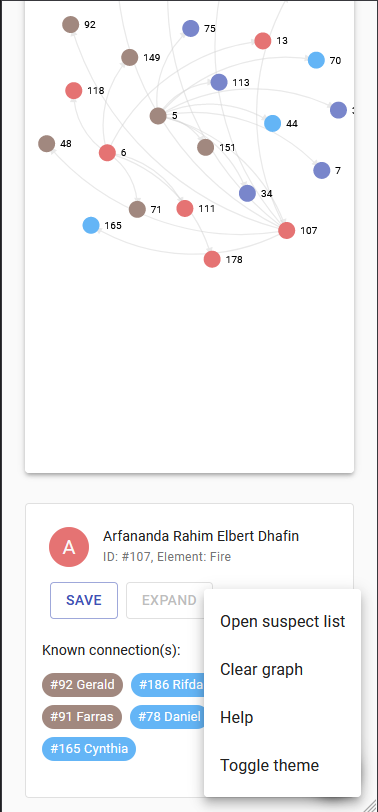 92
75
13
149
70
118
113
5
44
48
151
6
7
34
71
111
165
107
178
A
Arfananda Rahim Elbert Dhafin
ID: #107, Element: Fire
SAVE
EXPAND
Open suspect list
Known connection(s):
Clear graph
#92 Gerald
#186 Rifda
#91 Farras
#78 Daniel
Help
#165 Cynthia
Toggle theme